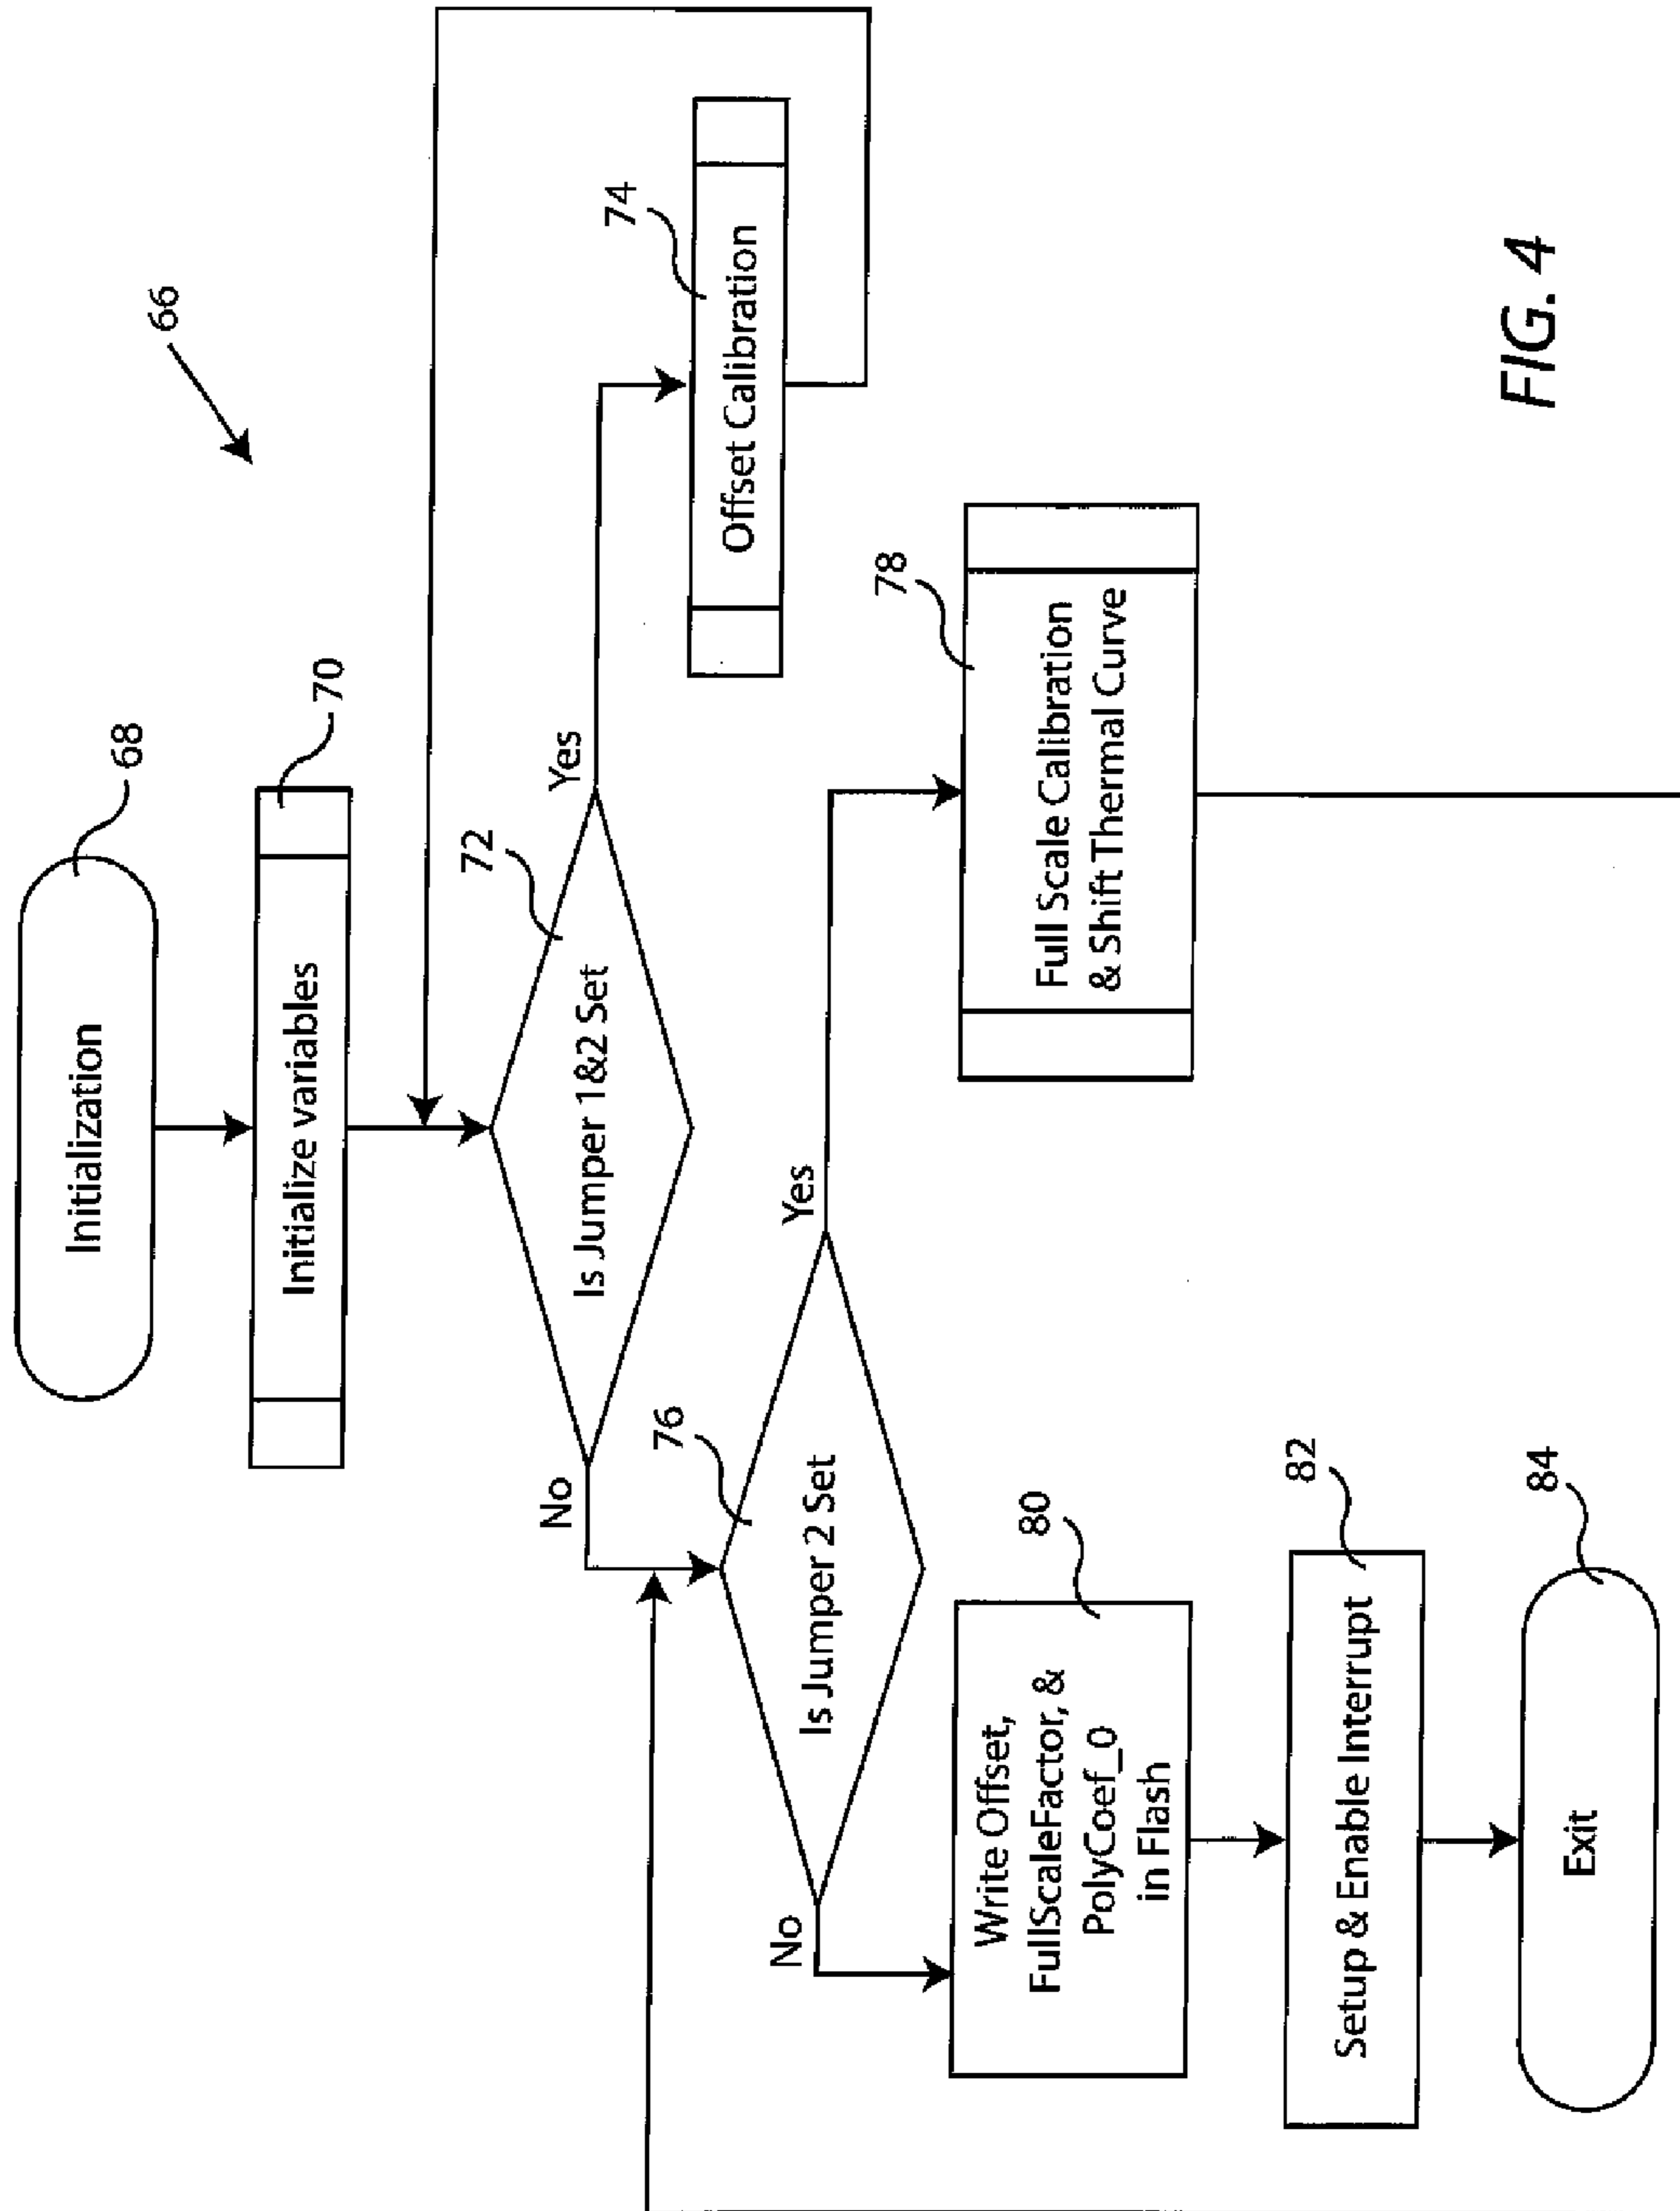 66
Initialization
68
Initialize variables
70
Is Jumper 1&2 Set
72
Yes
No
Offset Calibration
74
Is Jumper 2 Set
76
Yes
No
Full Scale Calibration
& Shift Thermal Curve
78
Write Offset,
FullScaleFactor, &
PolyCoef_0
in Flash
80
Setup & Enable Interrupt
82
Exit
84
FIG. 4